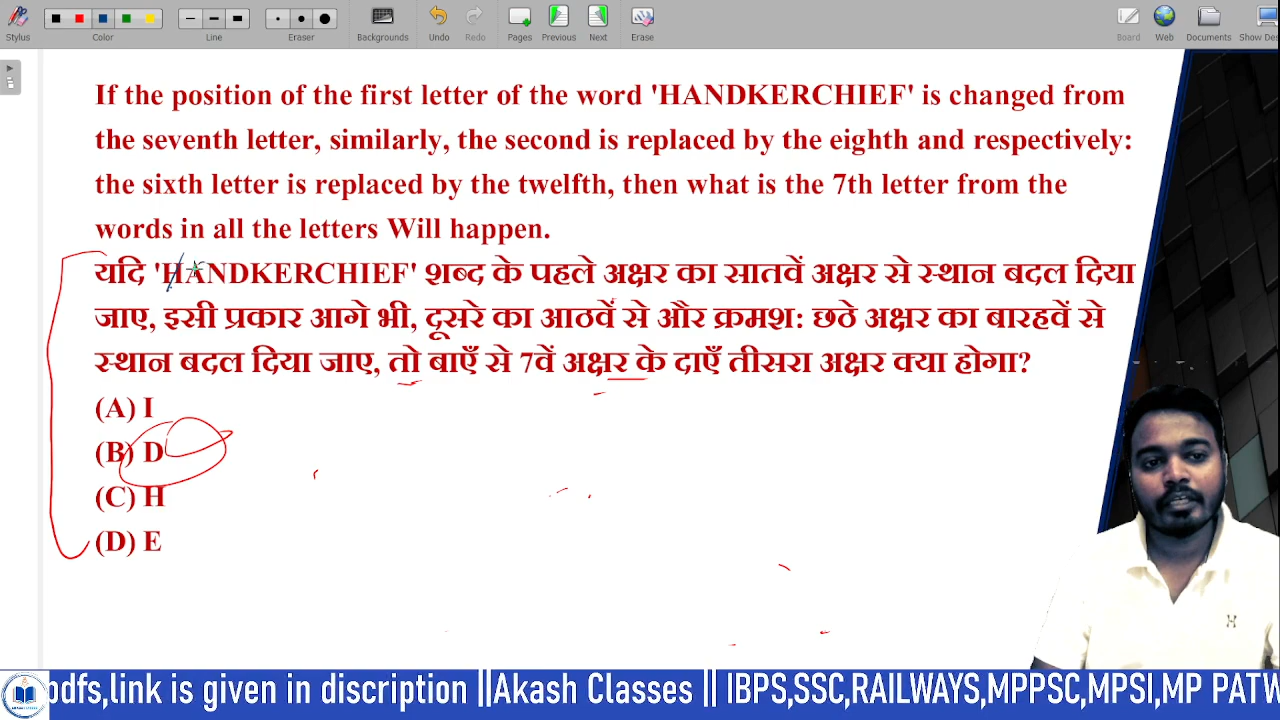 Stylus Color Line Eraser Backgrounds Undo Redo Pages Previous Next Erase Board Web Documents Show Des
If the position of the first letter of the word 'HANDKERCHIEF' is changed from
the seventh letter, similarly, the second is replaced by the eighth and respectively:
the sixth letter is replaced by the twelfth, then what is the 7th letter from the
words in all the letters Will happen.
यदि 'HANDKERCHIEF' शब्द के पहले अक्षर का सातवें अक्षर से स्थान बदल दिया
जाए, इसी प्रकार आगे भी, दूसरे का आठवें से और क्रमश: छठे अक्षर का बारहवें से
स्थान बदल दिया जाए, तो बाएँ से 7वें अक्षर के दाएँ तीसरा अक्षर क्या होगा?
(A) I
(B) D
(C) H
(D) E
H
pdfs,link is given in discription ||Akash Classes || IBPS,SSC,RAILWAYS,MPPSC,MPSI,MP PATW